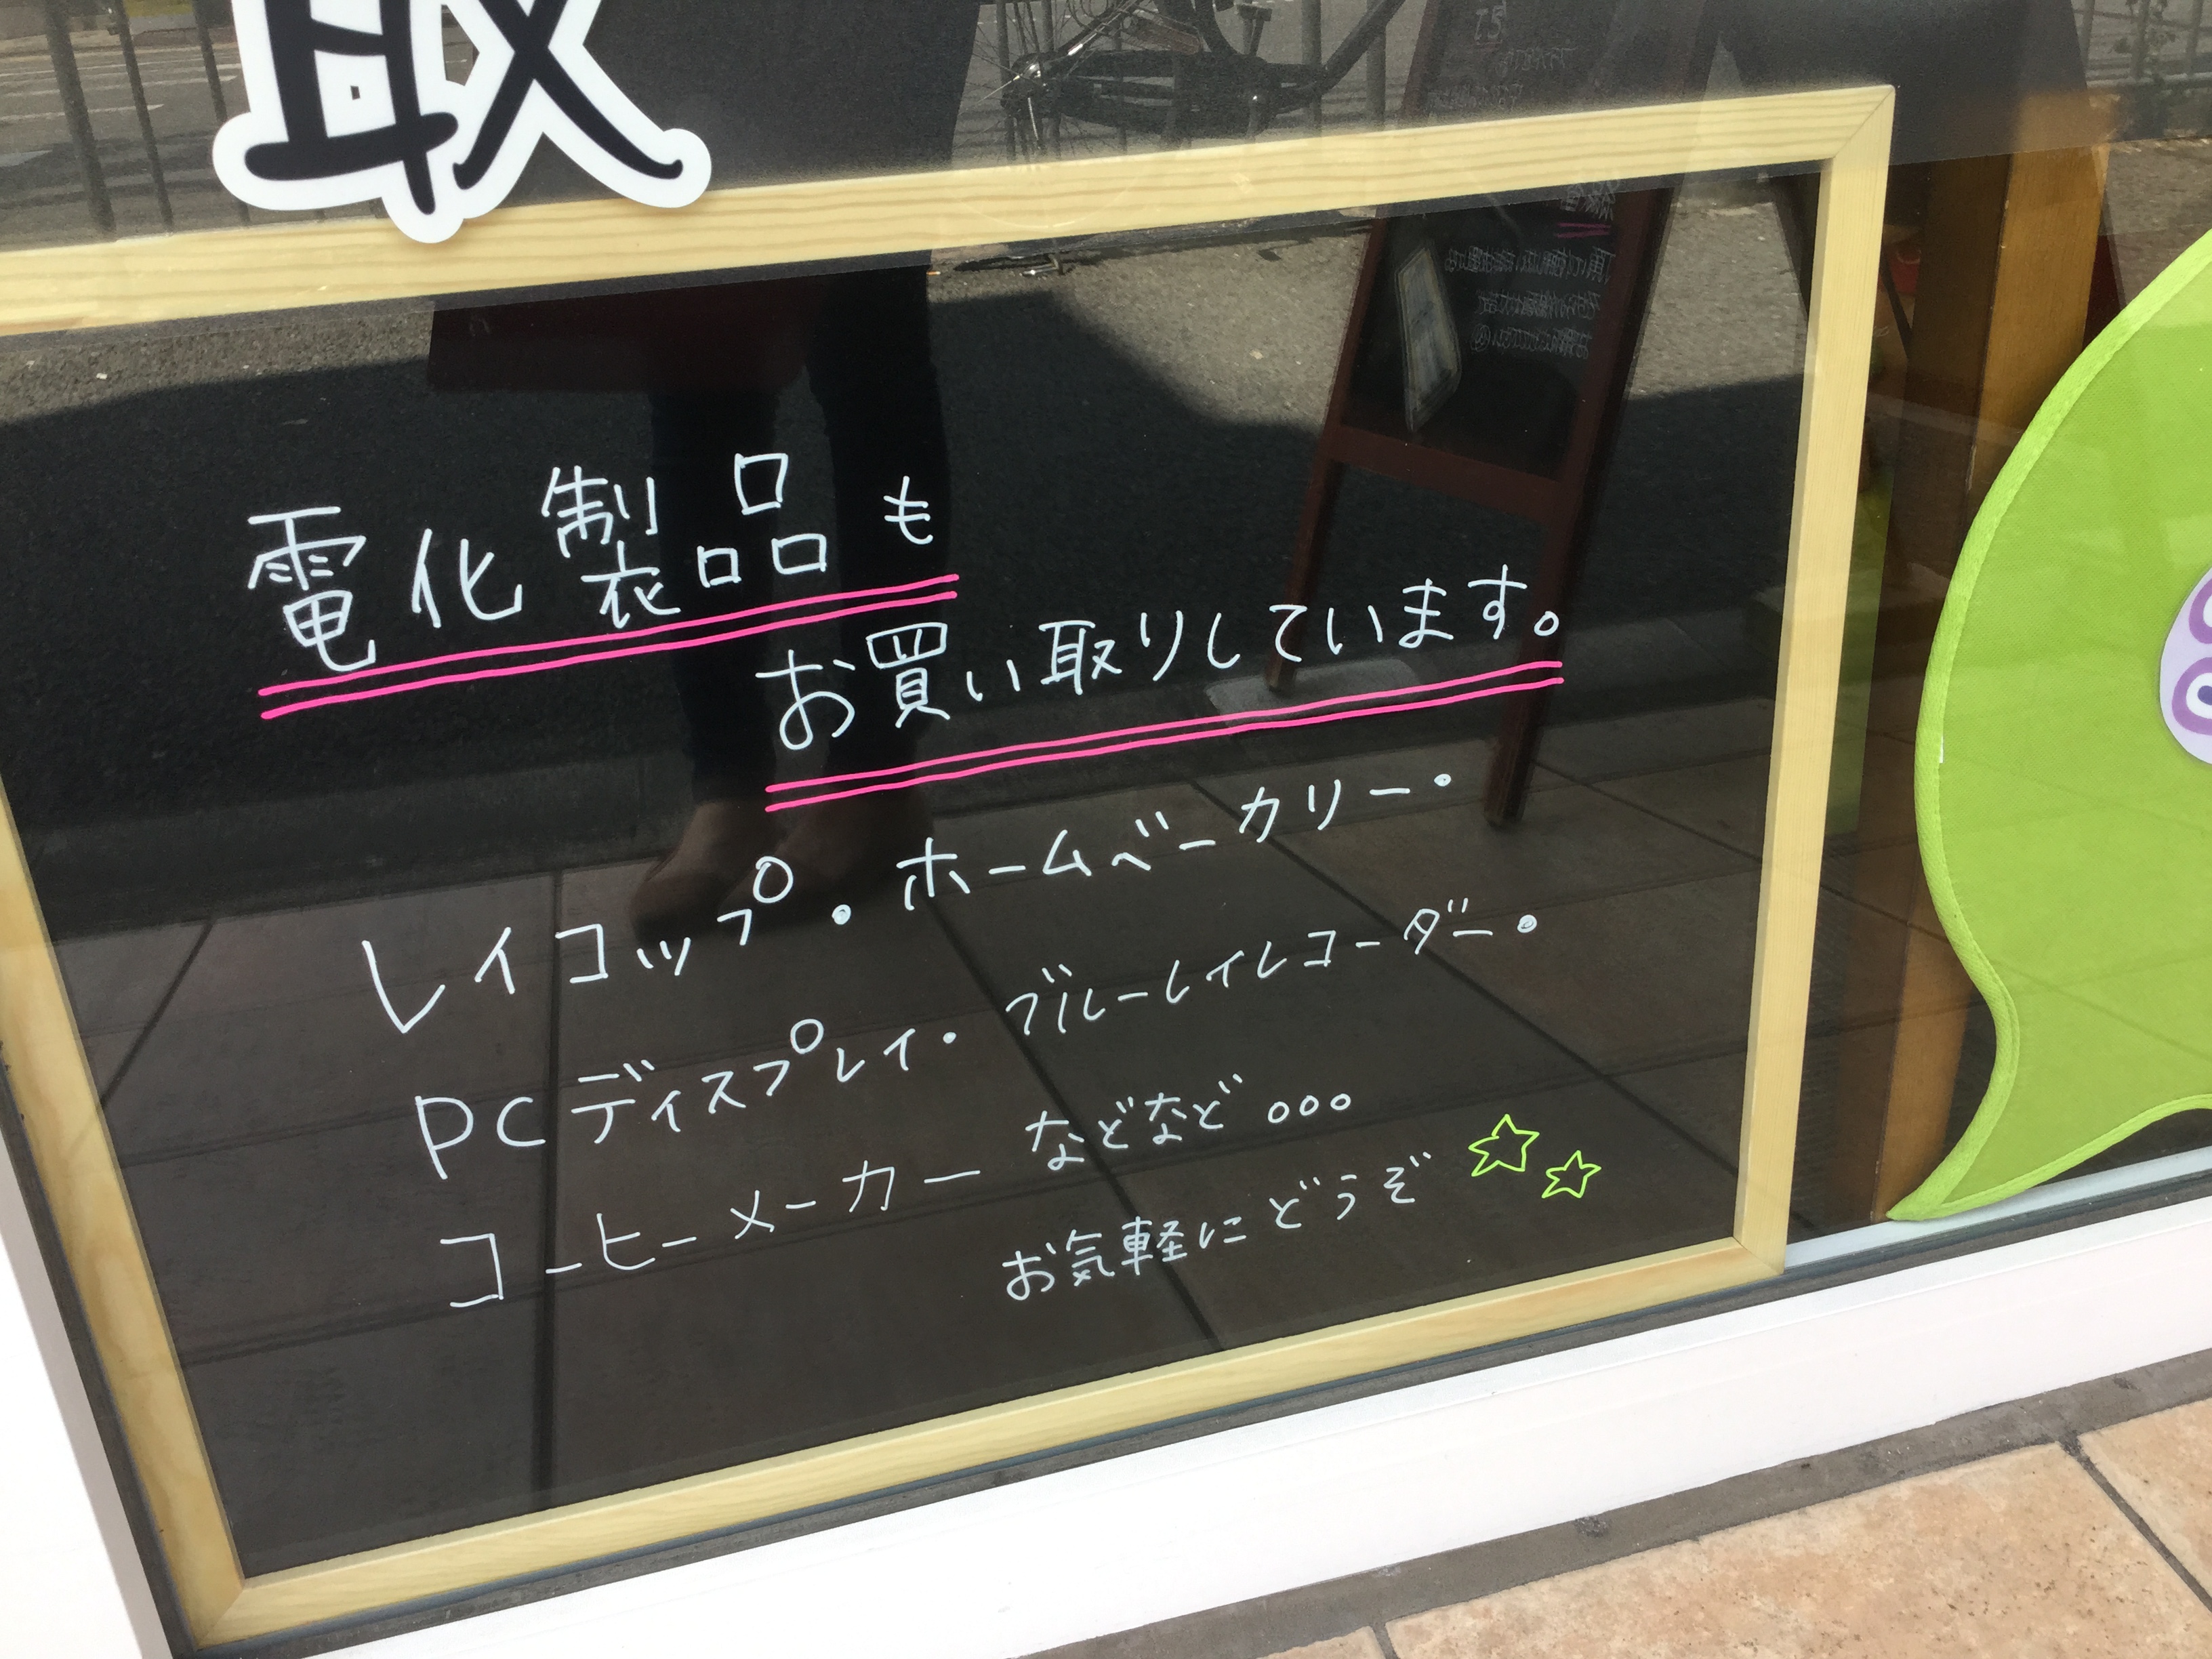 取
電化製品も
お買い取りしています。
レイコップ・ホームベーカリー・
PCディスプレイ・ブルーレイレコーダー・
コーヒーメーカー などなど。。。
お気軽にどうぞ